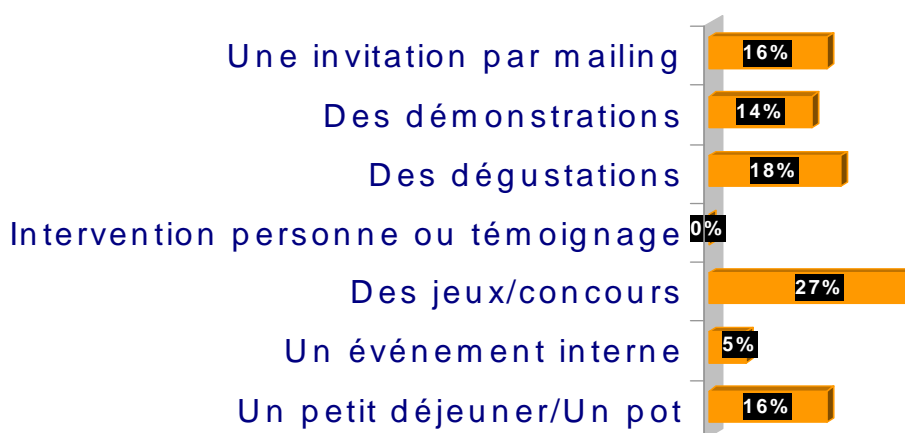 Une invitation par mailing 16%
Des démonstrations 14%
Des dégustations 18%
Intervention personne ou témoignage 0%
Des jeux/concours 27%
Un événement interne 5%
Un petit déjeuner/Un pot 16%